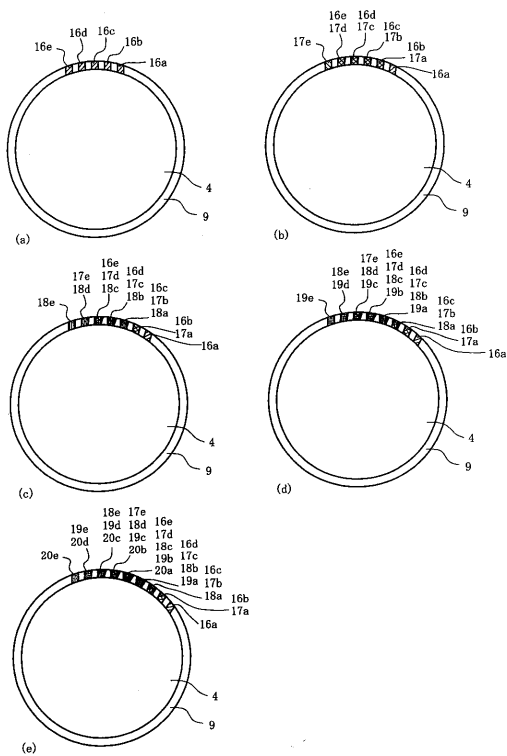 16e 16d 16c 16b 16a
4
9
(a)
17e
16e 17d
16d 17c
16c 17b
16b 17a
16a
4
9
(b)
18e
17e 18d
16e 17d 18c
16d 17c 18b
16c 17b 18a
16b 17a
16a
4
9
(c)
19e
18e 19d
17e 18d 19c
16e 17d 18c 19b
16d 17c 18b 19a
16c 17b 18a
16b 17a
16a
4
9
(d)
20e
19e 20d
18e 19d 20c
17e 18d 19c 20b
16e 17d 18c 19b 20a
16d 17c 18b 19a
16c 17b 18a
16b 17a
16a
4
9
(e)